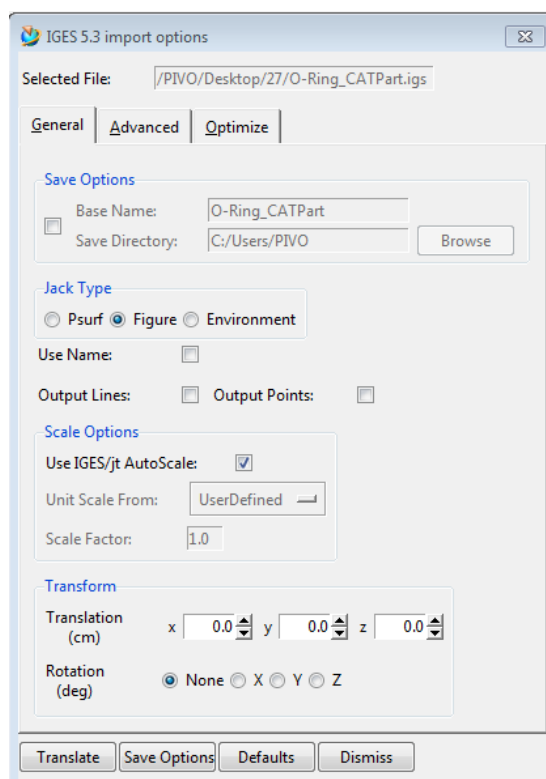 IGES 5.3 import options
Selected File: /PIVO/Desktop/27/O-Ring_CATPart.igs
General Advanced Optimize
Save Options
Base Name: O-Ring_CATPart
Save Directory: C:/Users/PIVO Browse
Jack Type
Psurf Figure Environment
Use Name:
Output Lines: Output Points:
Scale Options
Use IGES/jt AutoScale:
Unit Scale From: UserDefined
Scale Factor: 1.0
Transform
Translation x 0.0 y 0.0 z 0.0
(cm)
Rotation None X Y Z
(deg)
Translate Save Options Defaults Dismiss